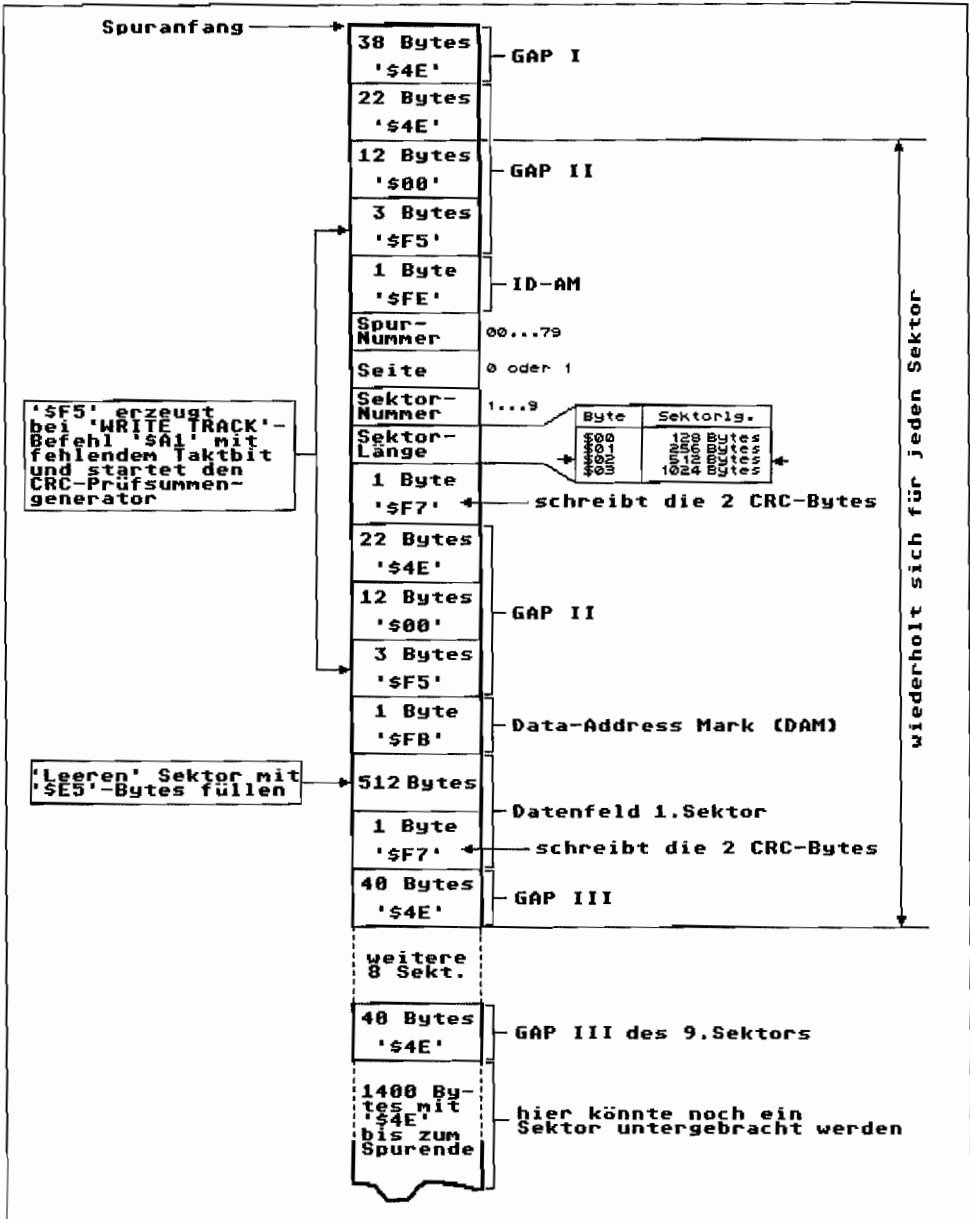 Spuranfang
38 Bytes
'$4E'
GAP I
22 Bytes
'$4E'
12 Bytes
'$00'
GAP II
3 Bytes
'$F5'
1 Byte
'$FE'
ID-AM
Spur-
Nummer
00...79
Seite
0 oder 1
Sektor-
Nummer
1...9
Sektor-
Länge
Byte Sektorlg.
$00 128 Bytes
$01 256 Bytes
$02 512 Bytes
$03 1024 Bytes
'$F5' erzeugt
bei 'WRITE TRACK'-
Befehl '$A1' mit
fehlendem Taktbit
und startet den
CRC-Prüfsummen-
generator
1 Byte
'$F7'
schreibt die 2 CRC-Bytes
22 Bytes
'$4E'
12 Bytes
'$00'
GAP II
3 Bytes
'$F5'
1 Byte
'$FB'
Data-Address Mark (DAM)
'Leeren' Sektor mit
'$E5'-Bytes füllen
512 Bytes
Datenfeld 1.Sektor
1 Byte
'$F7'
schreibt die 2 CRC-Bytes
40 Bytes
'$4E'
GAP III
wiederholt sich für jeden Sektor
weitere
8 Sekt.
40 Bytes
'$4E'
GAP III des 9.Sektors
1400 By-
tes mit
'$4E'
bis zum
Spurende
hier könnte noch ein
Sektor untergebracht werden